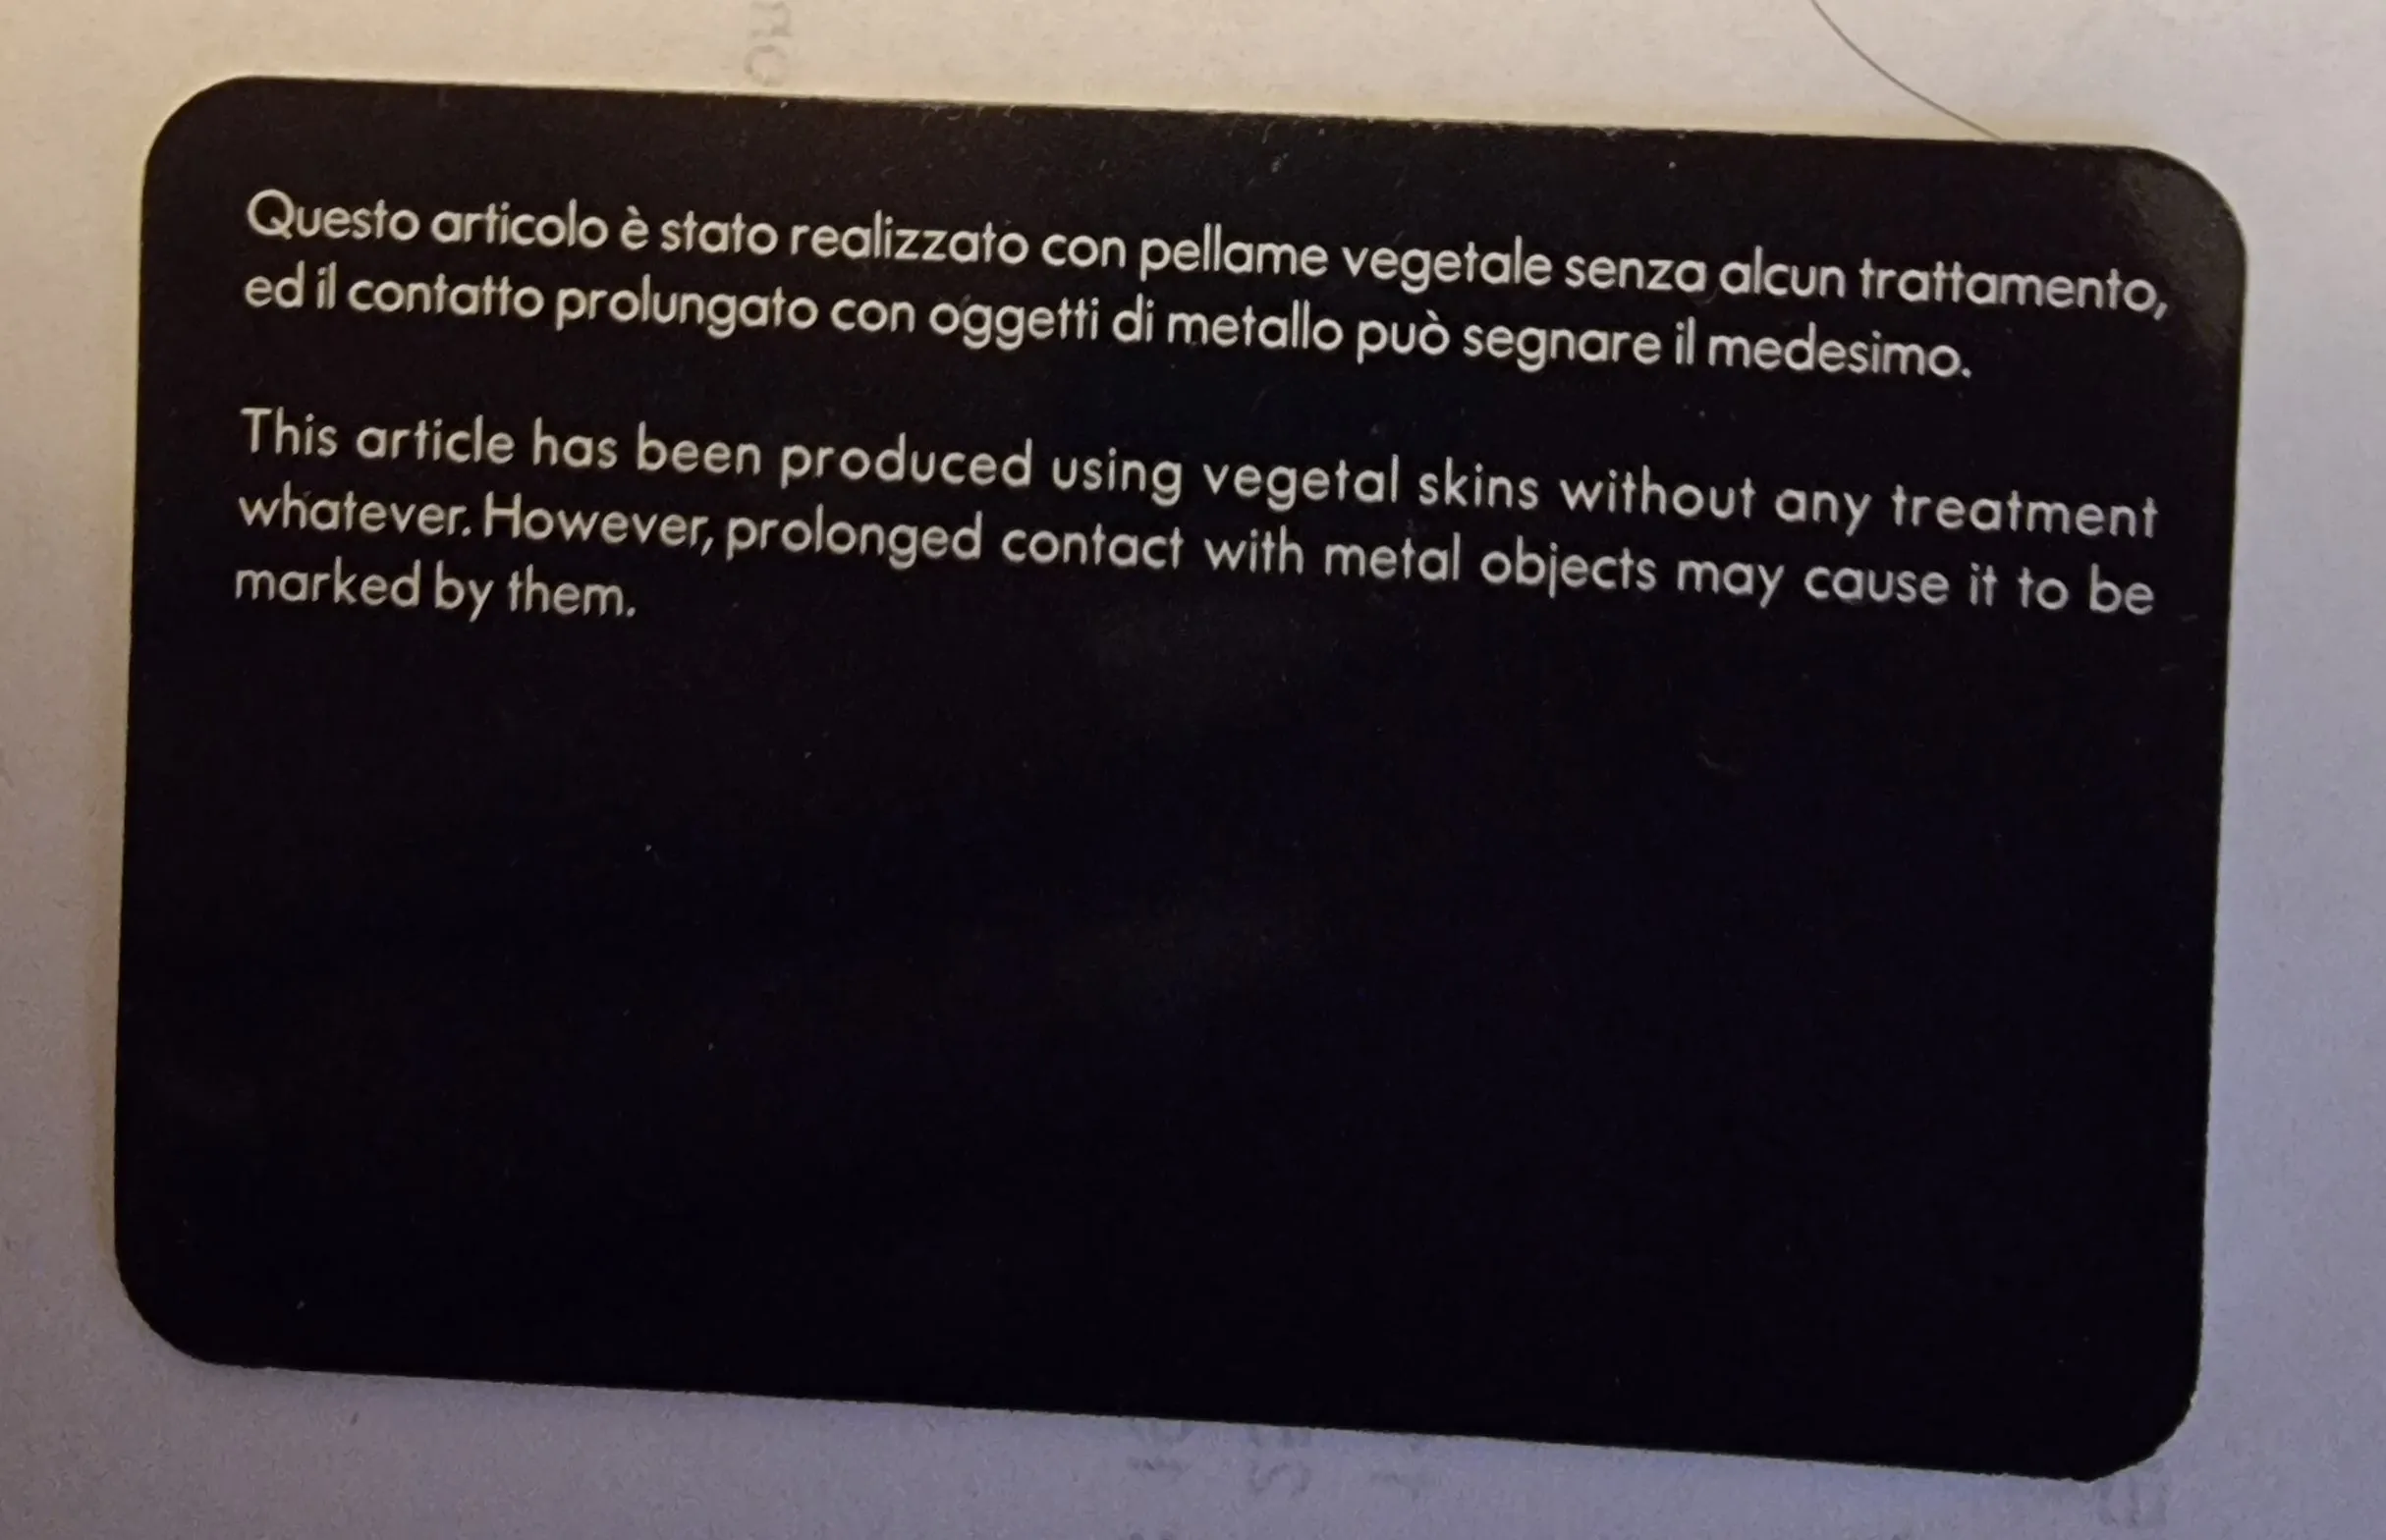 Questo articolo è stato realizzato con pellame vegetale senza alcun trattamento,
ed il contatto prolungato con oggetti di metallo può segnare il medesimo.
This article has been produced using vegetal skins without any treatment
whatever. However, prolonged contact with metal objects may cause it to be
marked by them.